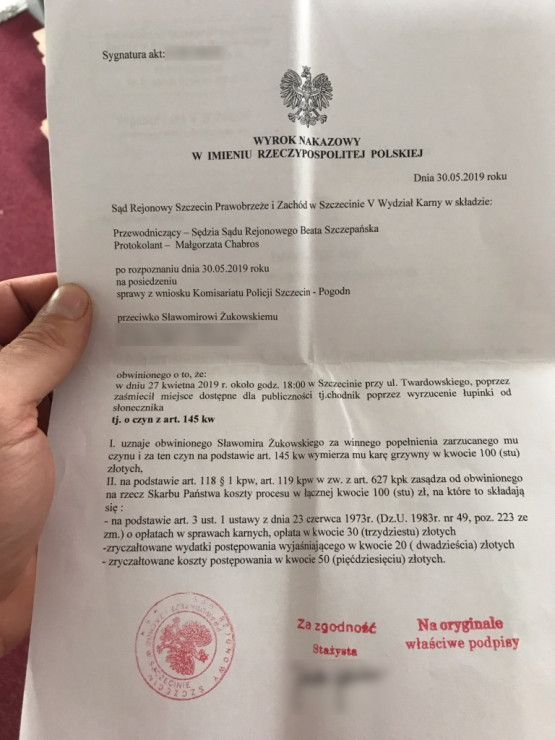 Sygnatura akt:
WYROK NAKAZOWY
W IMIENIU RZECZYPOSPOLITEJ POLSKIEJ
Dnia 30.05.2019 roku
Sąd Rejonowy Szczecin Prawobrzeże i Zachód w Szczecinie V Wydział Karny w składzie:
Przewodniczący – Sędzia Sądu Rejonowego Beata Szczepańska
Protokolant – Małgorzata Chabros
po rozpoznaniu dnia 30.05.2019 roku
na posiedzeniu
sprawy z wniosku Komisariatu Policji Szczecin - Pogodn
przeciwko Sławomirowi Żukowskiemu
obwinionego o to, że:
w dniu 27 kwietna 2019 r. około godz. 18:00 w Szczecinie przy ul. Twardowskiego, poprzez
zaśmiecił miejsce dostępne dla publiczności tj.chodnik poprzez wyrzucenie łupinki od
słonecznika
tj. o czyn z art. 145 kw
I. uznaje obwinionego Sławomira Żukowskiego za winnego popełnienia zarzucanego mu
czynu i za ten czyn na podstawie art. 145 kw wymierza mu karę grzywny w kwocie 100 (stu)
złotych,
II. na podstawie art. 118 § 1 kpw, art. 119 kpw w zw. z art. 627 kpk zasądza od obwinionego
na rzecz Skarbu Państwa koszty procesu w łącznej kwocie 100 (stu) zł, na które to składają
się :
- na podstawie art. 3 ust. 1 ustawy z dnia 23 czerwca 1973r. (Dz.U. 1983r. nr 49, poz. 223 ze
zm.) o opłatach w sprawach karnych, opłata w kwocie 30 (trzydziestu) złotych
-zryczałtowane wydatki postępowania wyjaśniającego w kwocie 20 ( dwadzieścia) złotych
- zryczałtowane koszty postępowania w kwocie 50 (pięćdziesięciu) złotych.
Za zgodność
Stażysta
Na oryginale
właściwe podpisy